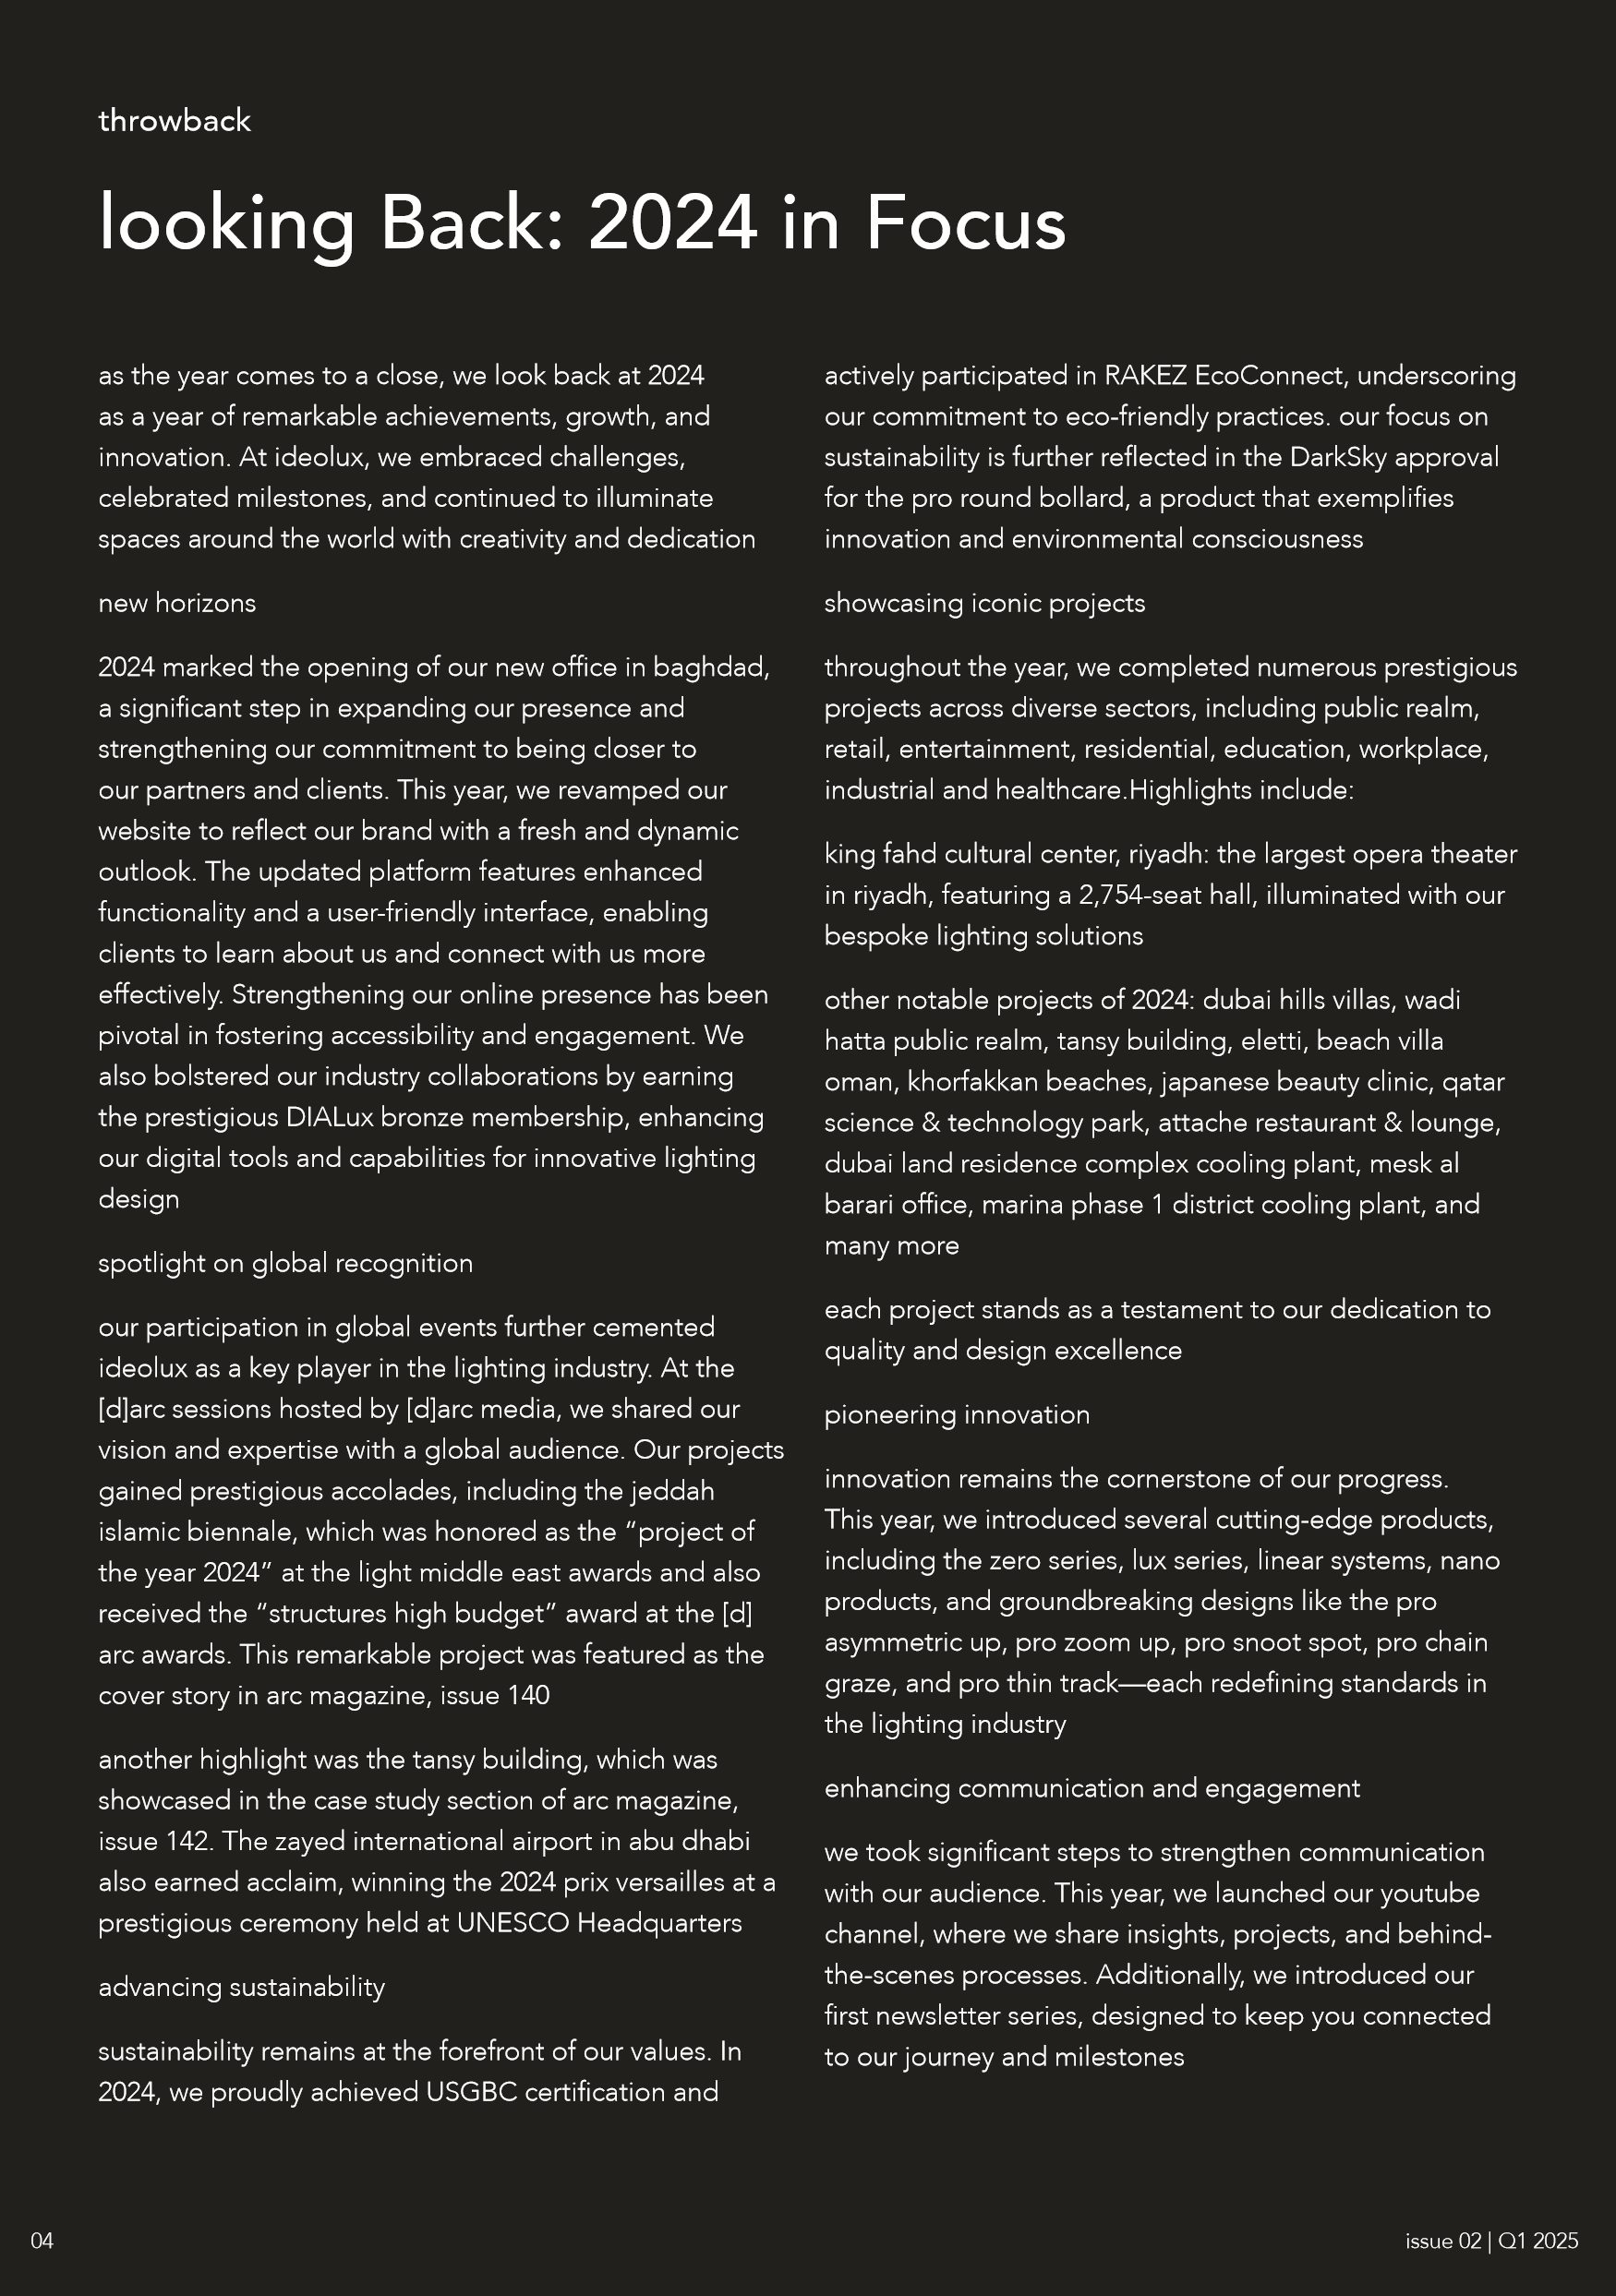 throwback
looking Back: 2024 in Focus
as the year comes to a close, we look back at 2024
as a year of remarkable achievements, growth, and
innovation. At ideolux, we embraced challenges,
celebrated milestones, and continued to illuminate
spaces around the world with creativity and dedication
new horizons
2024 marked the opening of our new office in baghdad,
a significant step in expanding our presence and
strengthening our commitment to being closer to
our partners and clients. This year, we revamped our
website to reflect our brand with a fresh and dynamic
outlook. The updated platform features enhanced
functionality and a user-friendly interface, enabling
clients to learn about us and connect with us more
effectively. Strengthening our online presence has been
pivotal in fostering accessibility and engagement. We
also bolstered our industry collaborations by earning
the prestigious DIALux bronze membership, enhancing
our digital tools and capabilities for innovative lighting
design
spotlight on global recognition
our participation in global events further cemented
ideolux as a key player in the lighting industry. At the
[d]arc sessions hosted by [d]arc media, we shared our
vision and expertise with a global audience. Our projects
gained prestigious accolades, including the jeddah
islamic biennale, which was honored as the “project of
the year 2024” at the light middle east awards and also
received the “structures high budget” award at the [d]
arc awards. This remarkable project was featured as the
cover story in arc magazine, issue 140
another highlight was the tansy building, which was
showcased in the case study section of arc magazine,
issue 142. The zayed international airport in abu dhabi
also earned acclaim, winning the 2024 prix versailles at a
prestigious ceremony held at UNESCO Headquarters
advancing sustainability
sustainability remains at the forefront of our values. In
2024, we proudly achieved USGBC certification and
actively participated in RAKEZ EcoConnect, underscoring
our commitment to eco-friendly practices. our focus on
sustainability is further reflected in the DarkSky approval
for the pro round bollard, a product that exemplifies
innovation and environmental consciousness
showcasing iconic projects
throughout the year, we completed numerous prestigious
projects across diverse sectors, including public realm,
retail, entertainment, residential, education, workplace,
industrial and healthcare.Highlights include:
king fahd cultural center, riyadh: the largest opera theater
in riyadh, featuring a 2,754-seat hall, illuminated with our
bespoke lighting solutions
other notable projects of 2024: dubai hills villas, wadi
hatta public realm, tansy building, eletti, beach villa
oman, khorfakkan beaches, japanese beauty clinic, qatar
science & technology park, attache restaurant & lounge,
dubai land residence complex cooling plant, mesk al
barari office, marina phase 1 district cooling plant, and
many more
each project stands as a testament to our dedication to
quality and design excellence
pioneering innovation
innovation remains the cornerstone of our progress.
This year, we introduced several cutting-edge products,
including the zero series, lux series, linear systems, nano
products, and groundbreaking designs like the pro
asymmetric up, pro zoom up, pro snoot spot, pro chain
graze, and pro thin track—each redefining standards in
the lighting industry
enhancing communication and engagement
we took significant steps to strengthen communication
with our audience. This year, we launched our youtube
channel, where we share insights, projects, and behind-
the-scenes processes. Additionally, we introduced our
first newsletter series, designed to keep you connected
to our journey and milestones
04
issue 02 | Q1 2025